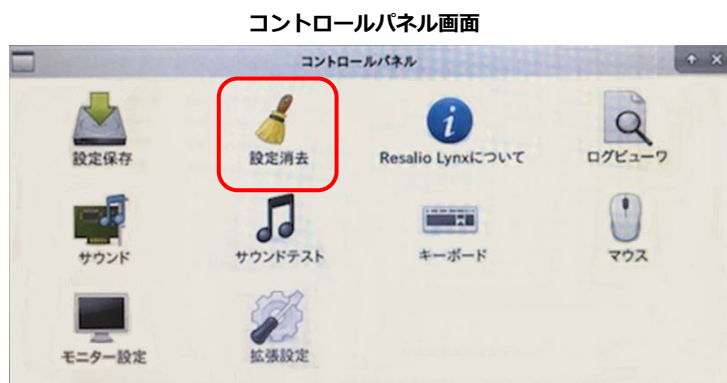 コントロールパネル画面
コントロールパネル
設定保存
設定消去
Resalio Lynxについて
ログビューワ
サウンド
サウンドテスト
キーボード
マウス
モニター設定
拡張設定